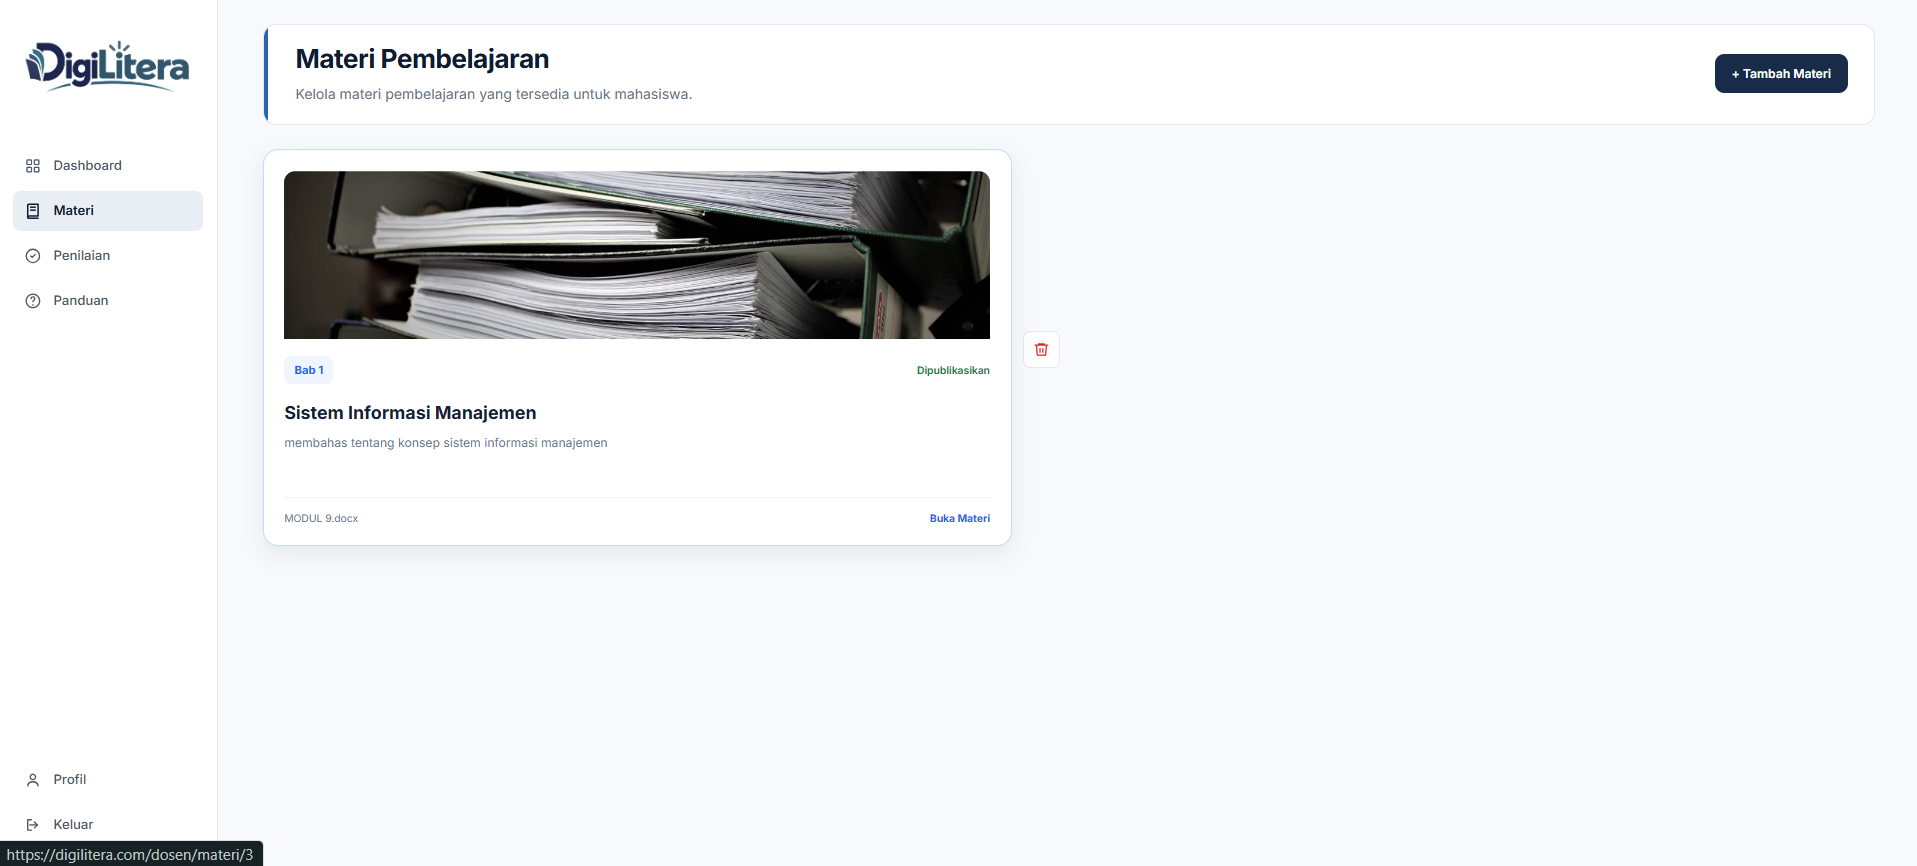 DigiLitera
Dashboard
Materi
Penilaian
Panduan
Profil
Keluar
https://digilitera.com/dosen/materi/3
Materi Pembelajaran
Kelola materi pembelajaran yang tersedia untuk mahasiswa.
+ Tambah Materi
Bab 1
Dipublikasikan
Sistem Informasi Manajemen
membahas tentang konsep sistem informasi manajemen
MODUL 9.docx
Buka Materi